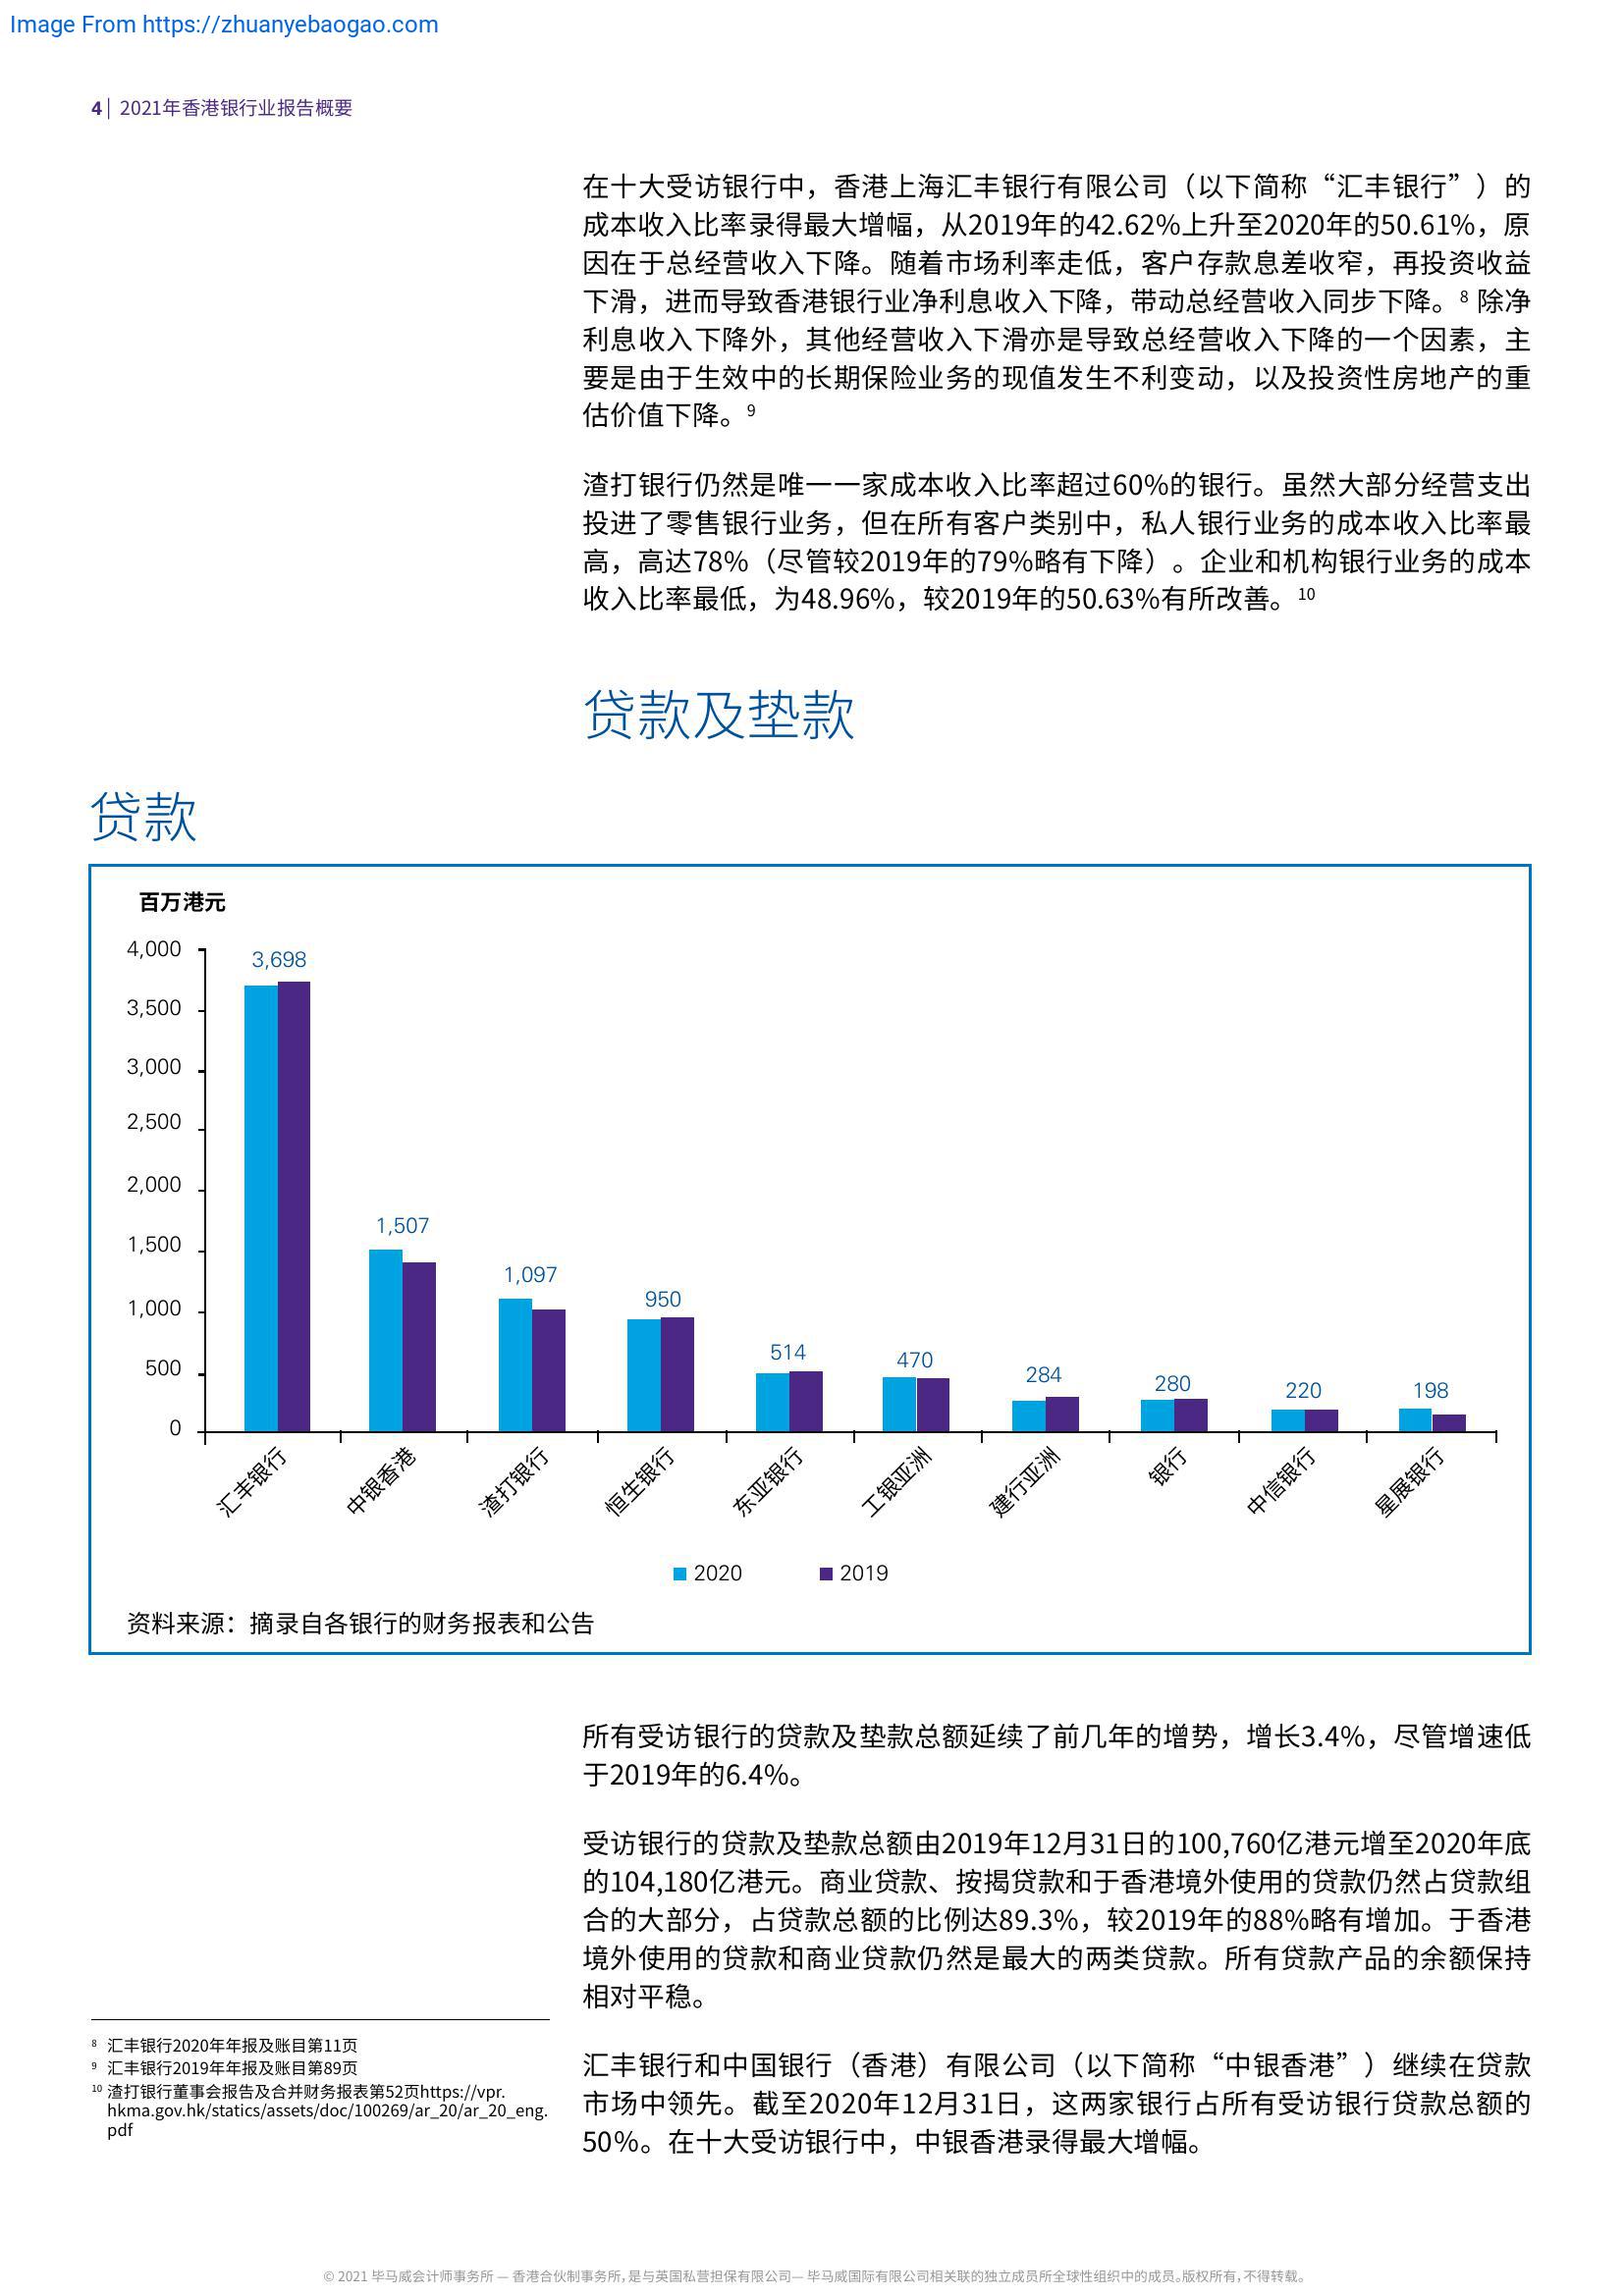 Image From https://zhuanyebaogao.com
4 | 2021年香港银行业报告概要
在十大受访银行中，香港上海汇丰银行有限公司（以下简称“汇丰银行”）的
成本收入比率录得最大增幅，从2019年的42.62%上升至2020年的50.61%，原
因在于总经营收入下降。随着市场利率走低，客户存款息差收窄，再投资收益
下滑，进而导致香港银行业净利息收入下降，带动总经营收入同步下降。8 除净
利息收入下降外，其他经营收入下滑亦是导致总经营收入下降的一个因素，主
要是由于生效中的长期保险业务的现值发生不利变动，以及投资性房地产的重
估价值下降。9
渣打银行仍然是唯一一家成本收入比率超过60%的银行。虽然大部分经营支出
投进了零售银行业务，但在所有客户类别中，私人银行业务的成本收入比率最
高，高达78%（尽管较2019年的79%略有下降）。企业和机构银行业务的成本
收入比率最低，为48.96%，较2019年的50.63%有所改善。10
贷款及垫款
贷款
百万港元
4,000
3,500
3,000
2,500
2,000
1,500
1,000
500
0
3,698
1,507
1,097
950
514
470
284
280
220
198
汇丰银行
中银香港
渣打银行
恒生银行
东亚银行
工银亚洲
建行亚洲
银行
中信银行
星展银行
2020 2019
资料来源：摘录自各银行的财务报表和公告
所有受访银行的贷款及垫款总额延续了前几年的增势，增长3.4%，尽管增速低
于2019年的6.4%。
受访银行的贷款及垫款总额由2019年12月31日的100,760亿港元增至2020年底
的104,180亿港元。商业贷款、按揭贷款和于香港境外使用的贷款仍然占贷款组
合的大部分，占贷款总额的比例达89.3%，较2019年的88%略有增加。于香港
境外使用的贷款和商业贷款仍然是最大的两类贷款。所有贷款产品的余额保持
相对平稳。
汇丰银行和中国银行（香港）有限公司（以下简称“中银香港”）继续在贷款
市场中领先。截至2020年12月31日，这两家银行占所有受访银行贷款总额的
50%。在十大受访银行中，中银香港录得最大增幅。
8 汇丰银行2020年年报及账目第11页
9 汇丰银行2019年年报及账目第89页
10 渣打银行董事会报告及合并财务报表第52页https://vpr.
hkma.gov.hk/statics/assets/doc/100269/ar_20/ar_20_eng.
pdf
© 2021 毕马威会计师事务所 — 香港合伙制事务所，是与英国私营担保有限公司— 毕马威国际有限公司相关联的独立成员所全球性组织中的成员。版权所有，不得转载。